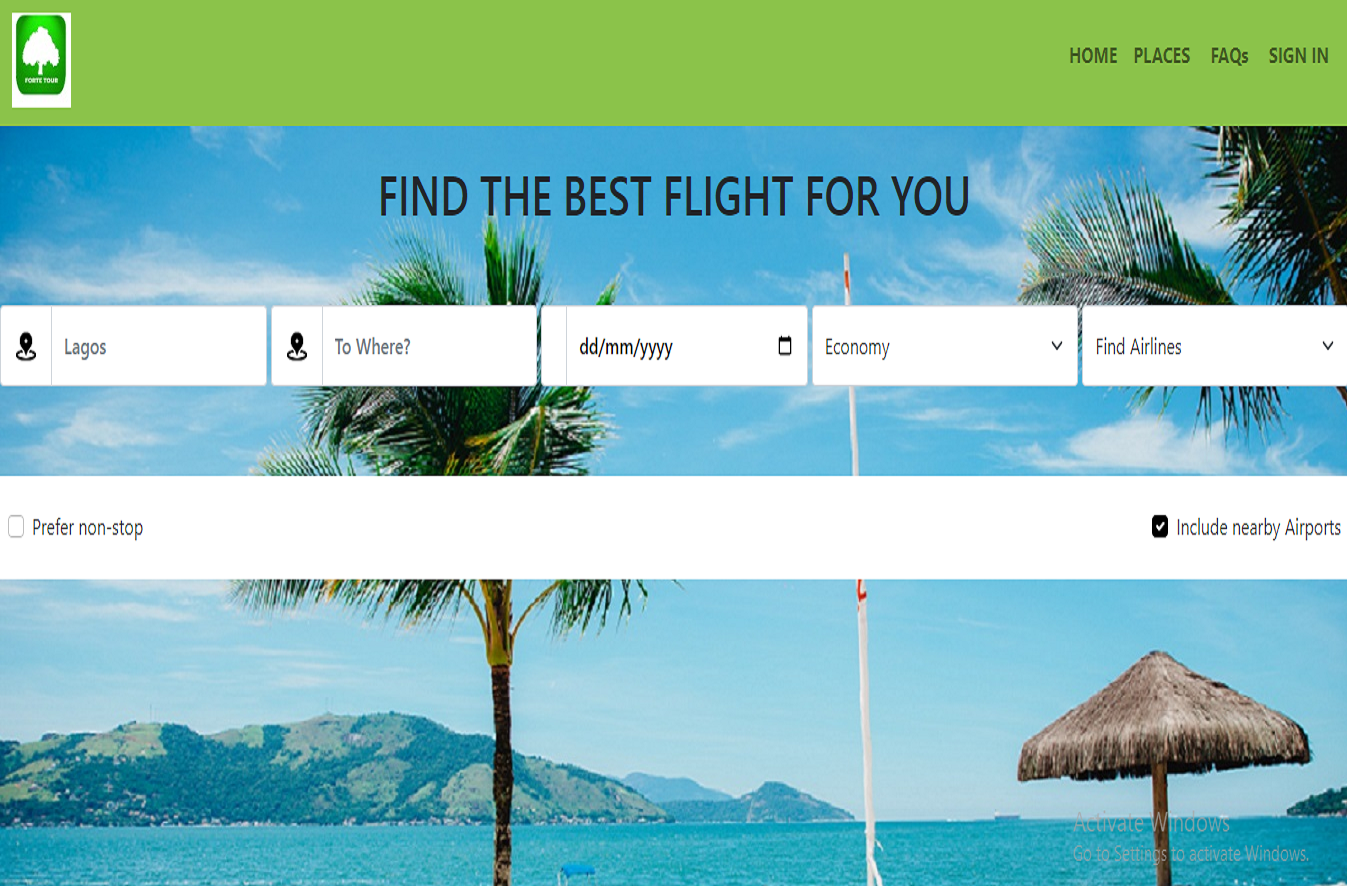 FORTE TOUR
HOME PLACES FAQs SIGN IN
FIND THE BEST FLIGHT FOR YOU
Lagos To Where? dd/mm/yyyy Economy Find Airlines
Prefer non-stop Include nearby Airports
Activate Windows
Go to Settings to activate Windows.